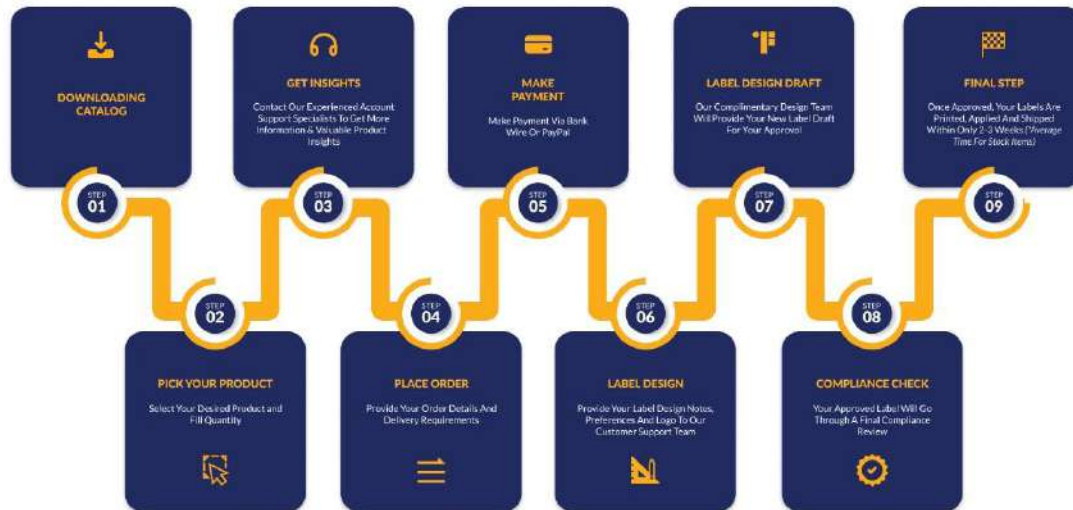 DOWNLOADING
CATALOG
STEP
01
STEP
02
PICK YOUR PRODUCT
Select Your Desired Product and
Fill Quantity
GET INSIGHTS
Contact Our Experienced Account
Support Specialists To Get More
Information & Valuable Product
Insights
STEP
03
STEP
04
PLACE ORDER
Provide Your Order Details And
Delivery Requirements
MAKE
PAYMENT
Make Payment Via Bank
Wire Or PayPal
STEP
05
STEP
06
LABEL DESIGN
Provide Your Label Design Notes,
Preferences And Logo To Our
Customer Support Team
LABEL DESIGN DRAFT
Our Complimentary Design Team
Will Provide Your New Label Draft
For Your Approval
STEP
07
STEP
08
COMPLIANCE CHECK
Your Approved Label Will Go
Through A Final Compliance
Review
FINAL STEP
Once Approved, Your Labels Are
Printed, Applied And Shipped
Within Only 2-3 Weeks (*Average
Time For Stock Items)
STEP
09